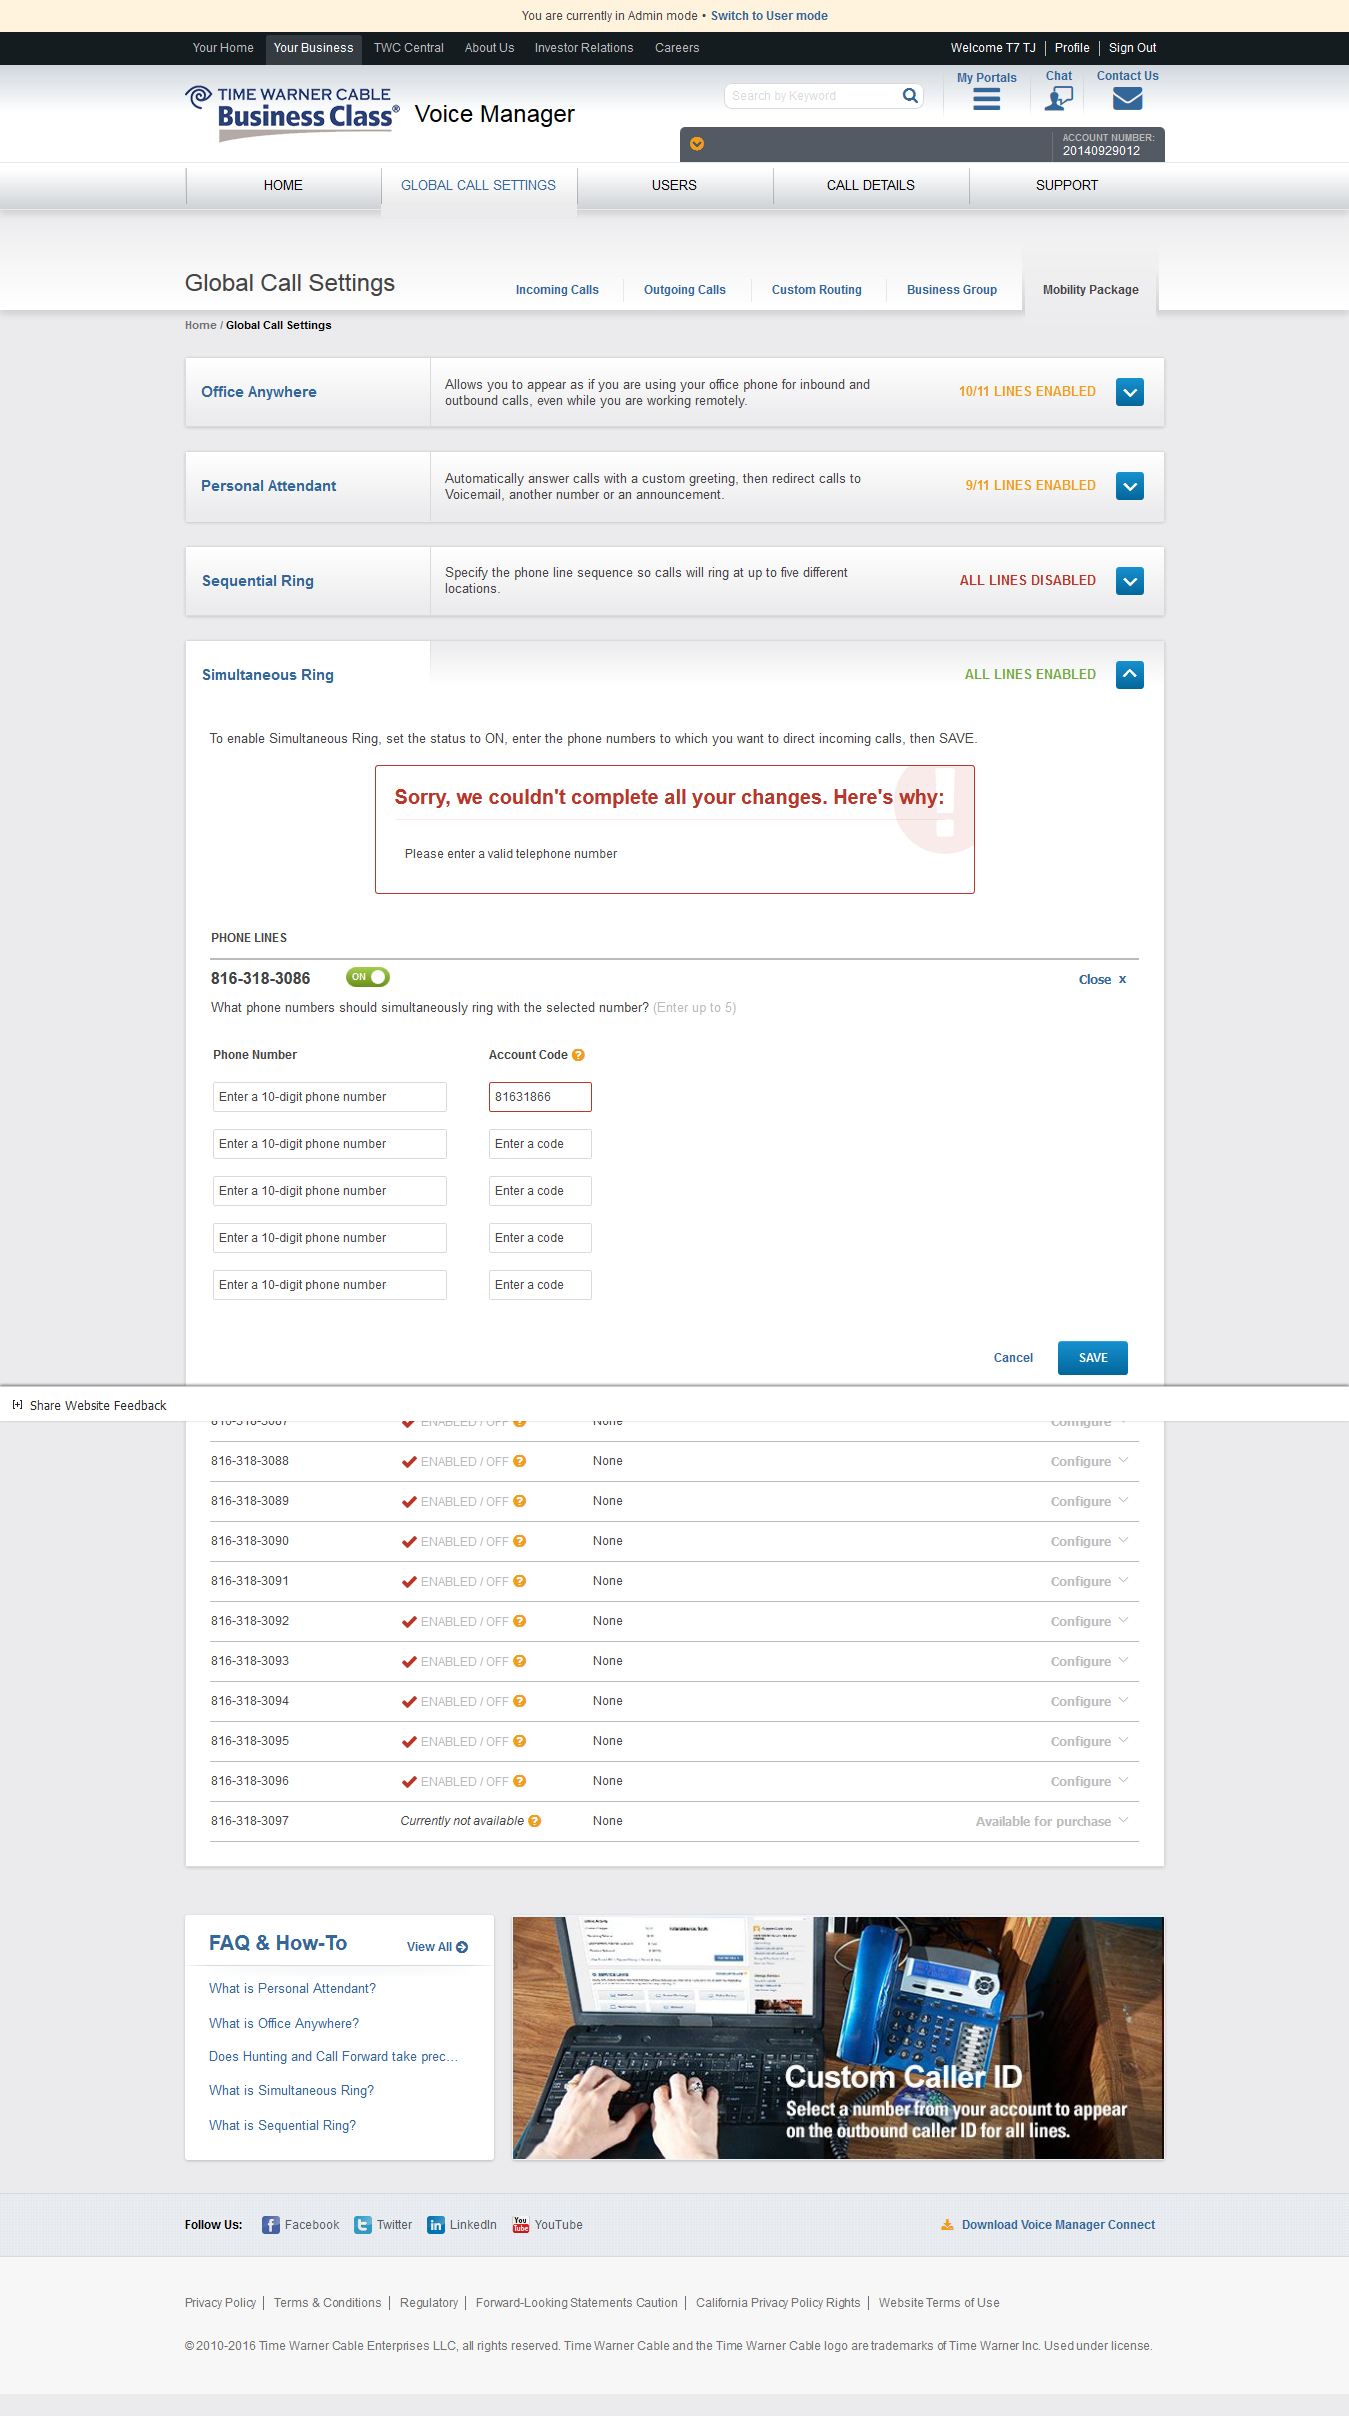 You are currently in Admin mode • Switch to User mode
Your Home
Your Business
TWC Central
About Us
Investor Relations
Careers
Welcome T7 TJ
Profile
Sign Out
TIME WARNER CABLE
Business Class®
Voice Manager
Search by Keyword
My Portals
Chat
Contact Us
ACCOUNT NUMBER:
20140929012
HOME
GLOBAL CALL SETTINGS
USERS
CALL DETAILS
SUPPORT
Global Call Settings
Incoming Calls
Outgoing Calls
Custom Routing
Business Group
Mobility Package
Home / Global Call Settings
Office Anywhere
Allows you to appear as if you are using your office phone for inbound and
outbound calls, even while you are working remotely.
10/11 LINES ENABLED
Personal Attendant
Automatically answer calls with a custom greeting, then redirect calls to
Voicemail, another number or an announcement.
9/11 LINES ENABLED
Sequential Ring
Specify the phone line sequence so calls will ring at up to five different
locations.
ALL LINES DISABLED
Simultaneous Ring
ALL LINES ENABLED
To enable Simultaneous Ring, set the status to ON, enter the phone numbers to which you want to direct incoming calls, then SAVE.
Sorry, we couldn't complete all your changes. Here's why:
Please enter a valid telephone number
PHONE LINES
816-318-3086
ON
Close x
What phone numbers should simultaneously ring with the selected number? (Enter up to 5)
Phone Number
Account Code ?
Enter a 10-digit phone number
81631866
Enter a 10-digit phone number
Enter a code
Enter a 10-digit phone number
Enter a code
Enter a 10-digit phone number
Enter a code
Enter a 10-digit phone number
Enter a code
Cancel
SAVE
[+] Share Website Feedback
816-318-3087
ENABLED / OFF ?
None
Configure
816-318-3088
ENABLED / OFF ?
None
Configure
816-318-3089
ENABLED / OFF ?
None
Configure
816-318-3090
ENABLED / OFF ?
None
Configure
816-318-3091
ENABLED / OFF ?
None
Configure
816-318-3092
ENABLED / OFF ?
None
Configure
816-318-3093
ENABLED / OFF ?
None
Configure
816-318-3094
ENABLED / OFF ?
None
Configure
816-318-3095
ENABLED / OFF ?
None
Configure
816-318-3096
ENABLED / OFF ?
None
Configure
816-318-3097
Currently not available ?
None
Available for purchase
FAQ & How-To
View All
What is Personal Attendant?
What is Office Anywhere?
Does Hunting and Call Forward take prec...
What is Simultaneous Ring?
What is Sequential Ring?
Custom Caller ID
Select a number from your account to appear
on the outbound caller ID for all lines.
Follow Us:
Facebook
Twitter
LinkedIn
You
Tube
YouTube
Download Voice Manager Connect
Privacy Policy
Terms & Conditions
Regulatory
Forward-Looking Statements Caution
California Privacy Policy Rights
Website Terms of Use
© 2010-2016 Time Warner Cable Enterprises LLC, all rights reserved. Time Warner Cable and the Time Warner Cable logo are trademarks of Time Warner Inc. Used under license.